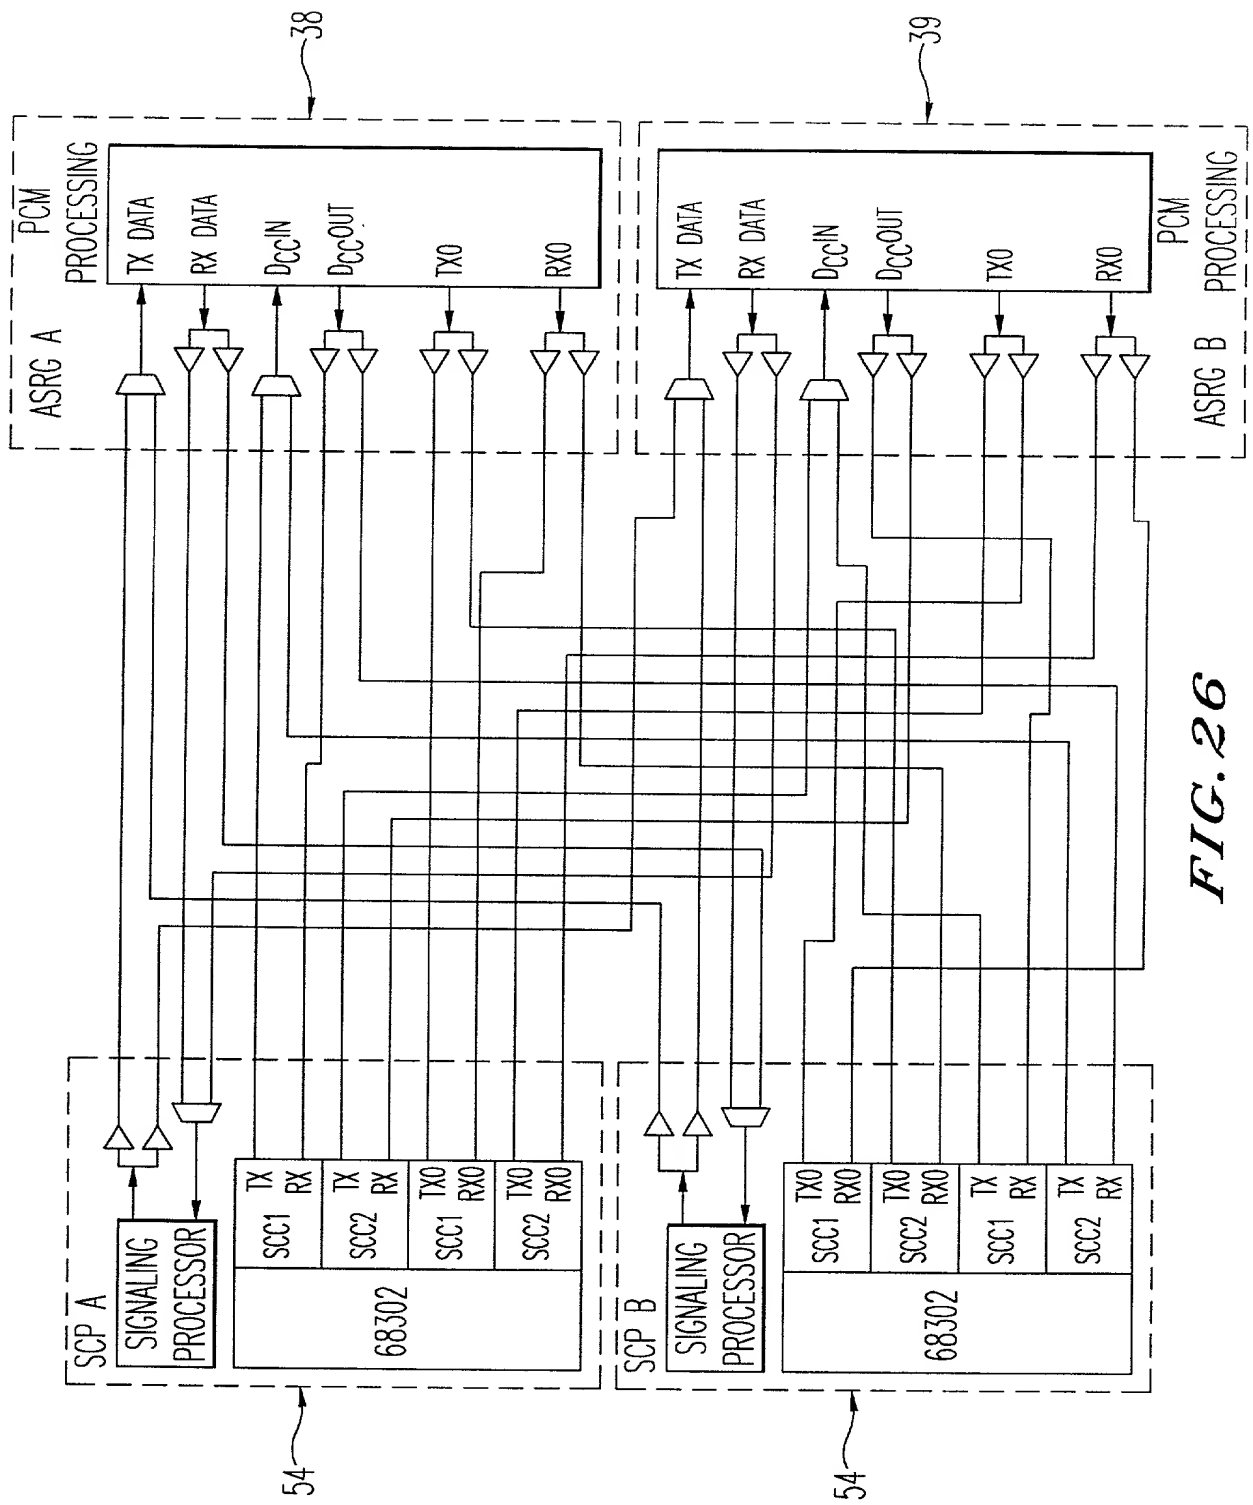 SCP A
SIGNALING
PROCESSOR
68302
SCC1
TX
RX
SCC2
TX
RX
SCC1
TX0
RX0
SCC2
TX0
RX0
54
SCP B
SIGNALING
PROCESSOR
68302
SCC1
TX0
RX0
SCC2
TX0
RX0
SCC1
TX
RX
SCC2
TX
RX
54
ASRG A
PCM
PROCESSING
TX DATA
RX DATA
DCCIN
DCCOUT
TX0
RX0
38
TX DATA
RX DATA
DCCIN
DCCOUT
TX0
RX0
ASRG B
PCM
PROCESSING
39
FIG. 26